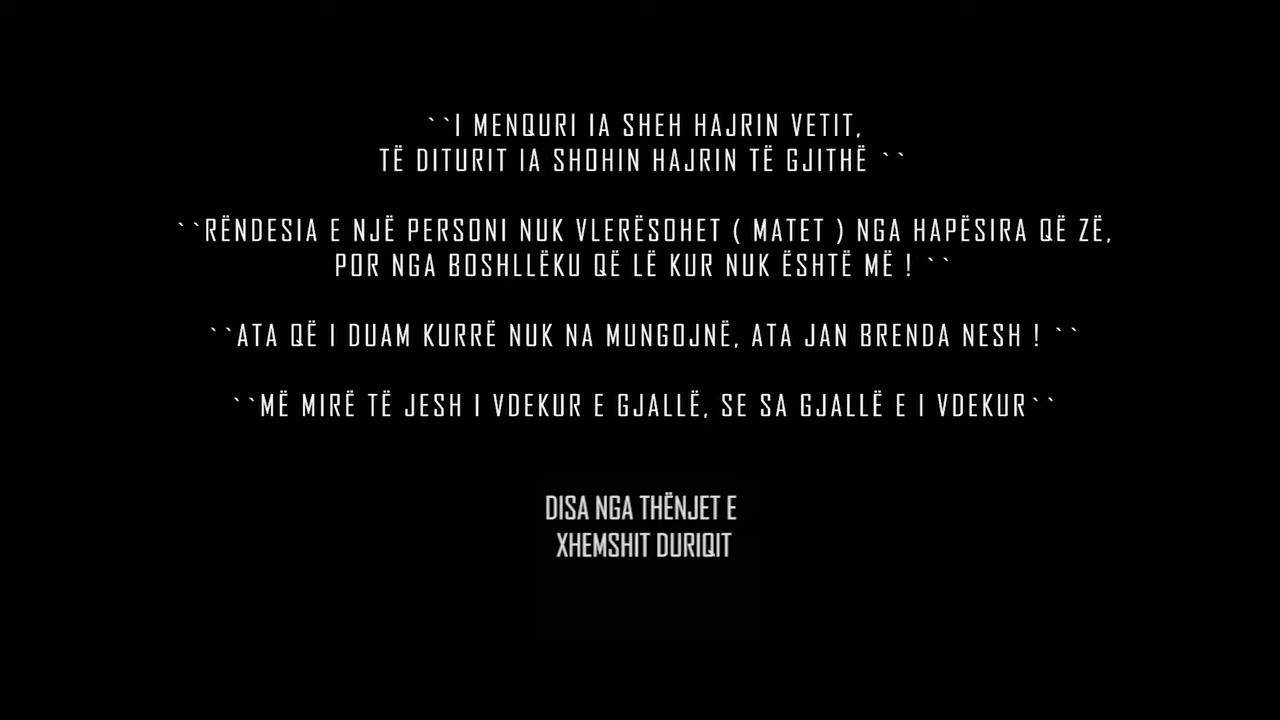 ``I MENQURI IA SHEH HAJRIN VETIT,
TË DITURIT IA SHOHIN HAJRIN TË GJITHË ``
``RËNDESIA E NJË PERSONI NUK VLERËSOHET ( MATET ) NGA HAPËSIRA QË ZË,
POR NGA BOSHLLËKU QË LË KUR NUK ËSHTË MË ! ``
``ATA QË I DUAM KURRË NUK NA MUNGOJNË, ATA JAN BRENDA NESH ! ``
``MË MIRË TË JESH I VDEKUR E GJALLË, SE SA GJALLË E I VDEKUR``
DISA NGA THËNJET E
XHEMSHIT DURIQIT